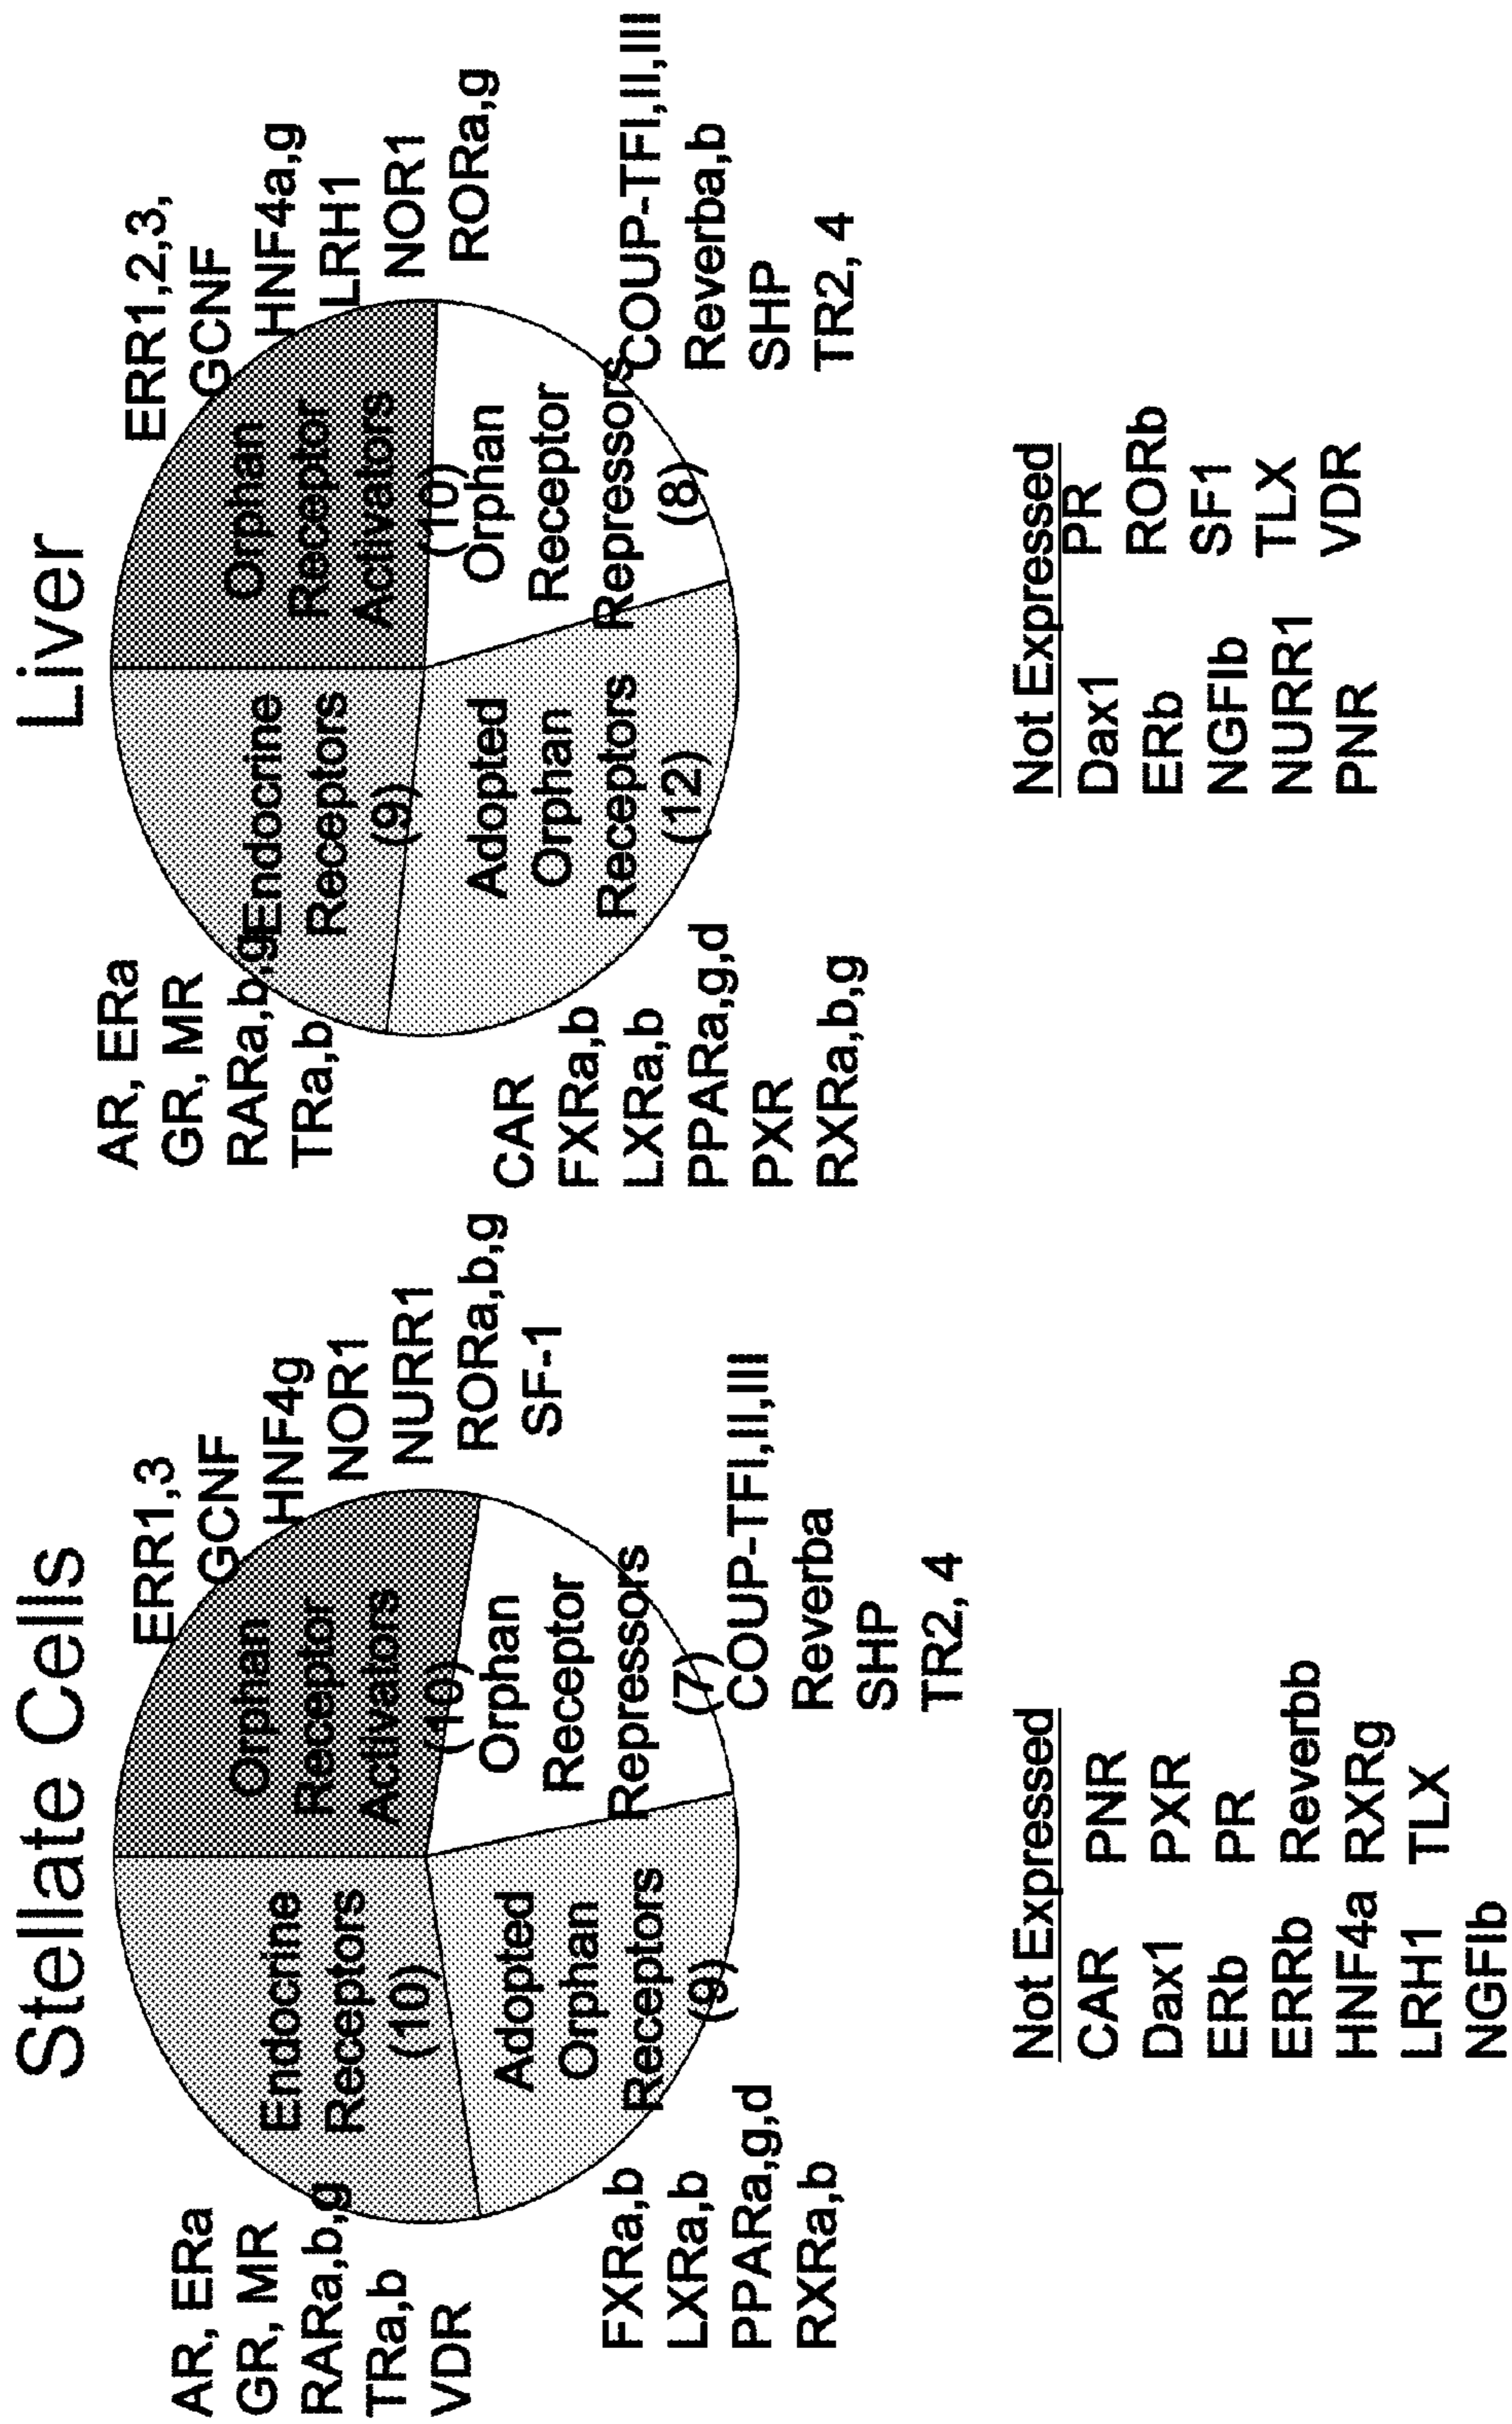 Stellate Cells
AR, ERa
GR, MR
RARa,b,g
TRa,b
VDR
Endocrine
Receptors
(10)
ERR1,3
GCNF
HNF4g
NOR1
NURR1
RORa,b,g
SF-1
Orphan
Receptor
Activators
(10)
FXRa,b
LXRa,b
PPARa,g,d
RXRa,b
Adopted
Orphan
Receptors
(9)
Orphan
Receptor
Repressors
(7)
COUP-TFI,II,III
Reverba
SHP
TR2, 4
Not Expressed
CAR PNR
Dax1 PXR
ERb PR
ERRb Reverbb
HNF4a RXRg
LRH1 TLX
NGFIb
Liver
AR, ERa
GR, MR
RARa,b,g
TRa,b
Endocrine
Receptors
(9)
ERR1,2,3,
GCNF
HNF4a,g
LRH1
NOR1
RORa,g
Orphan
Receptor
Activators
(10)
CAR
FXRa,b
LXRa,b
PPARa,g,d
PXR
RXRa,b,g
Adopted
Orphan
Receptors
(12)
Orphan
Receptor
Repressors
(8)
COUP-TFI,II,III
Reverba,b
SHP
TR2, 4
Not Expressed
Dax1 PR
ERb RORb
NGFIb SF1
NURR1 TLX
PNR VDR